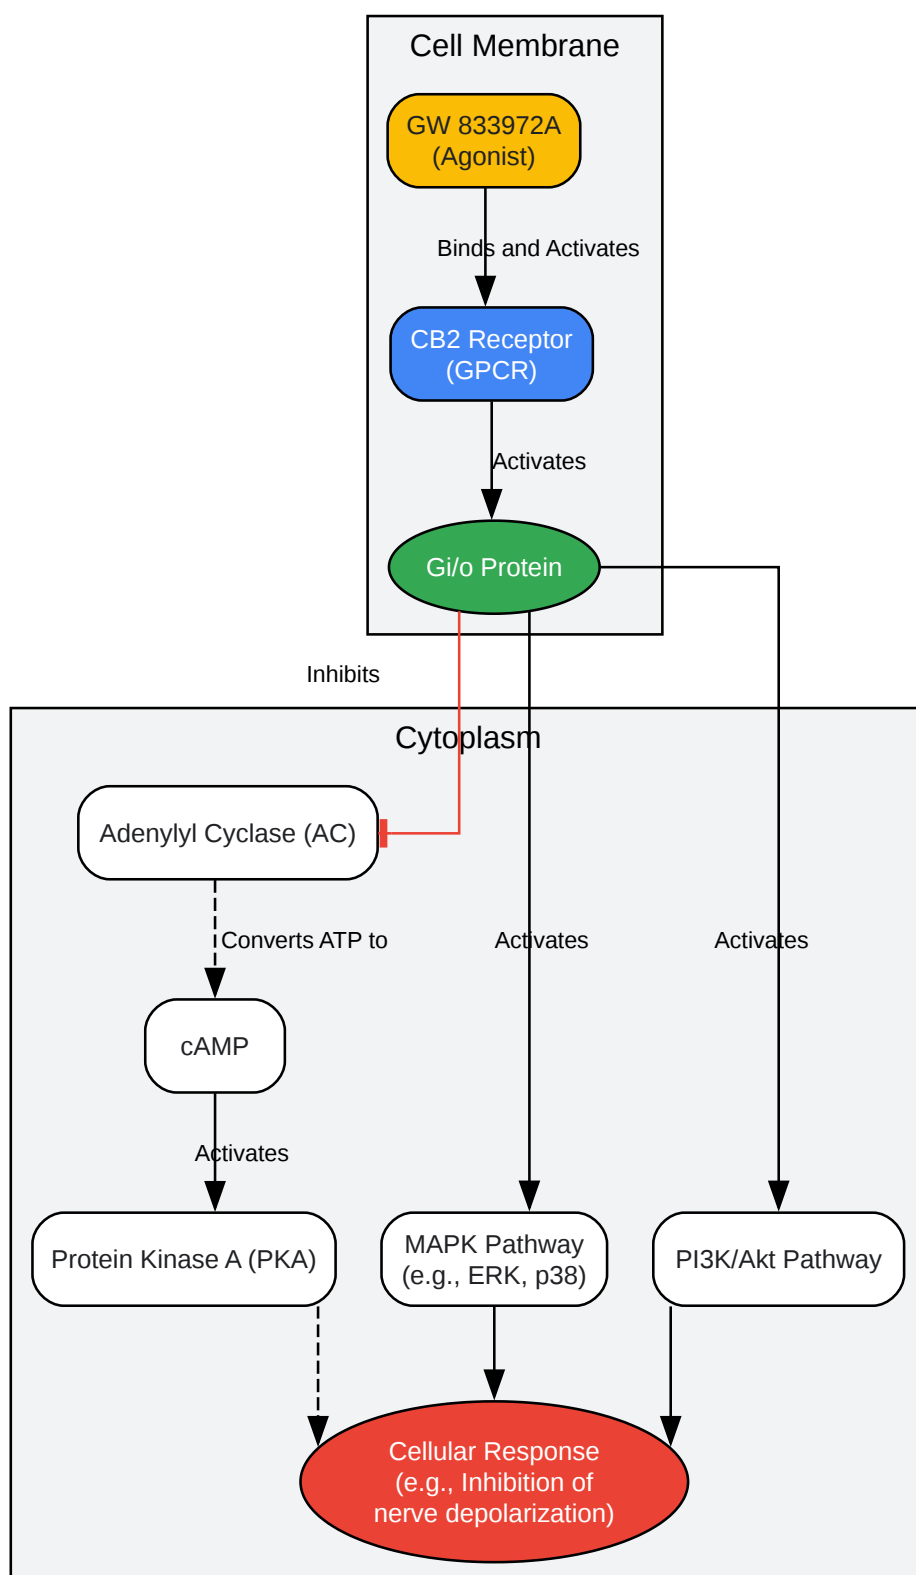 Cell Membrane
GW 833972A
(Agonist)
Binds and Activates
CB2 Receptor
(GPCR)
Activates
Gi/o Protein
Inhibits
Cytoplasm
Adenylyl Cyclase (AC)
Converts ATP to
Activates
Activates
cAMP
Activates
Protein Kinase A (PKA)
MAPK Pathway
(e.g., ERK, p38)
PI3K/Akt Pathway
Cellular Response
(e.g., Inhibition of
nerve depolarization)